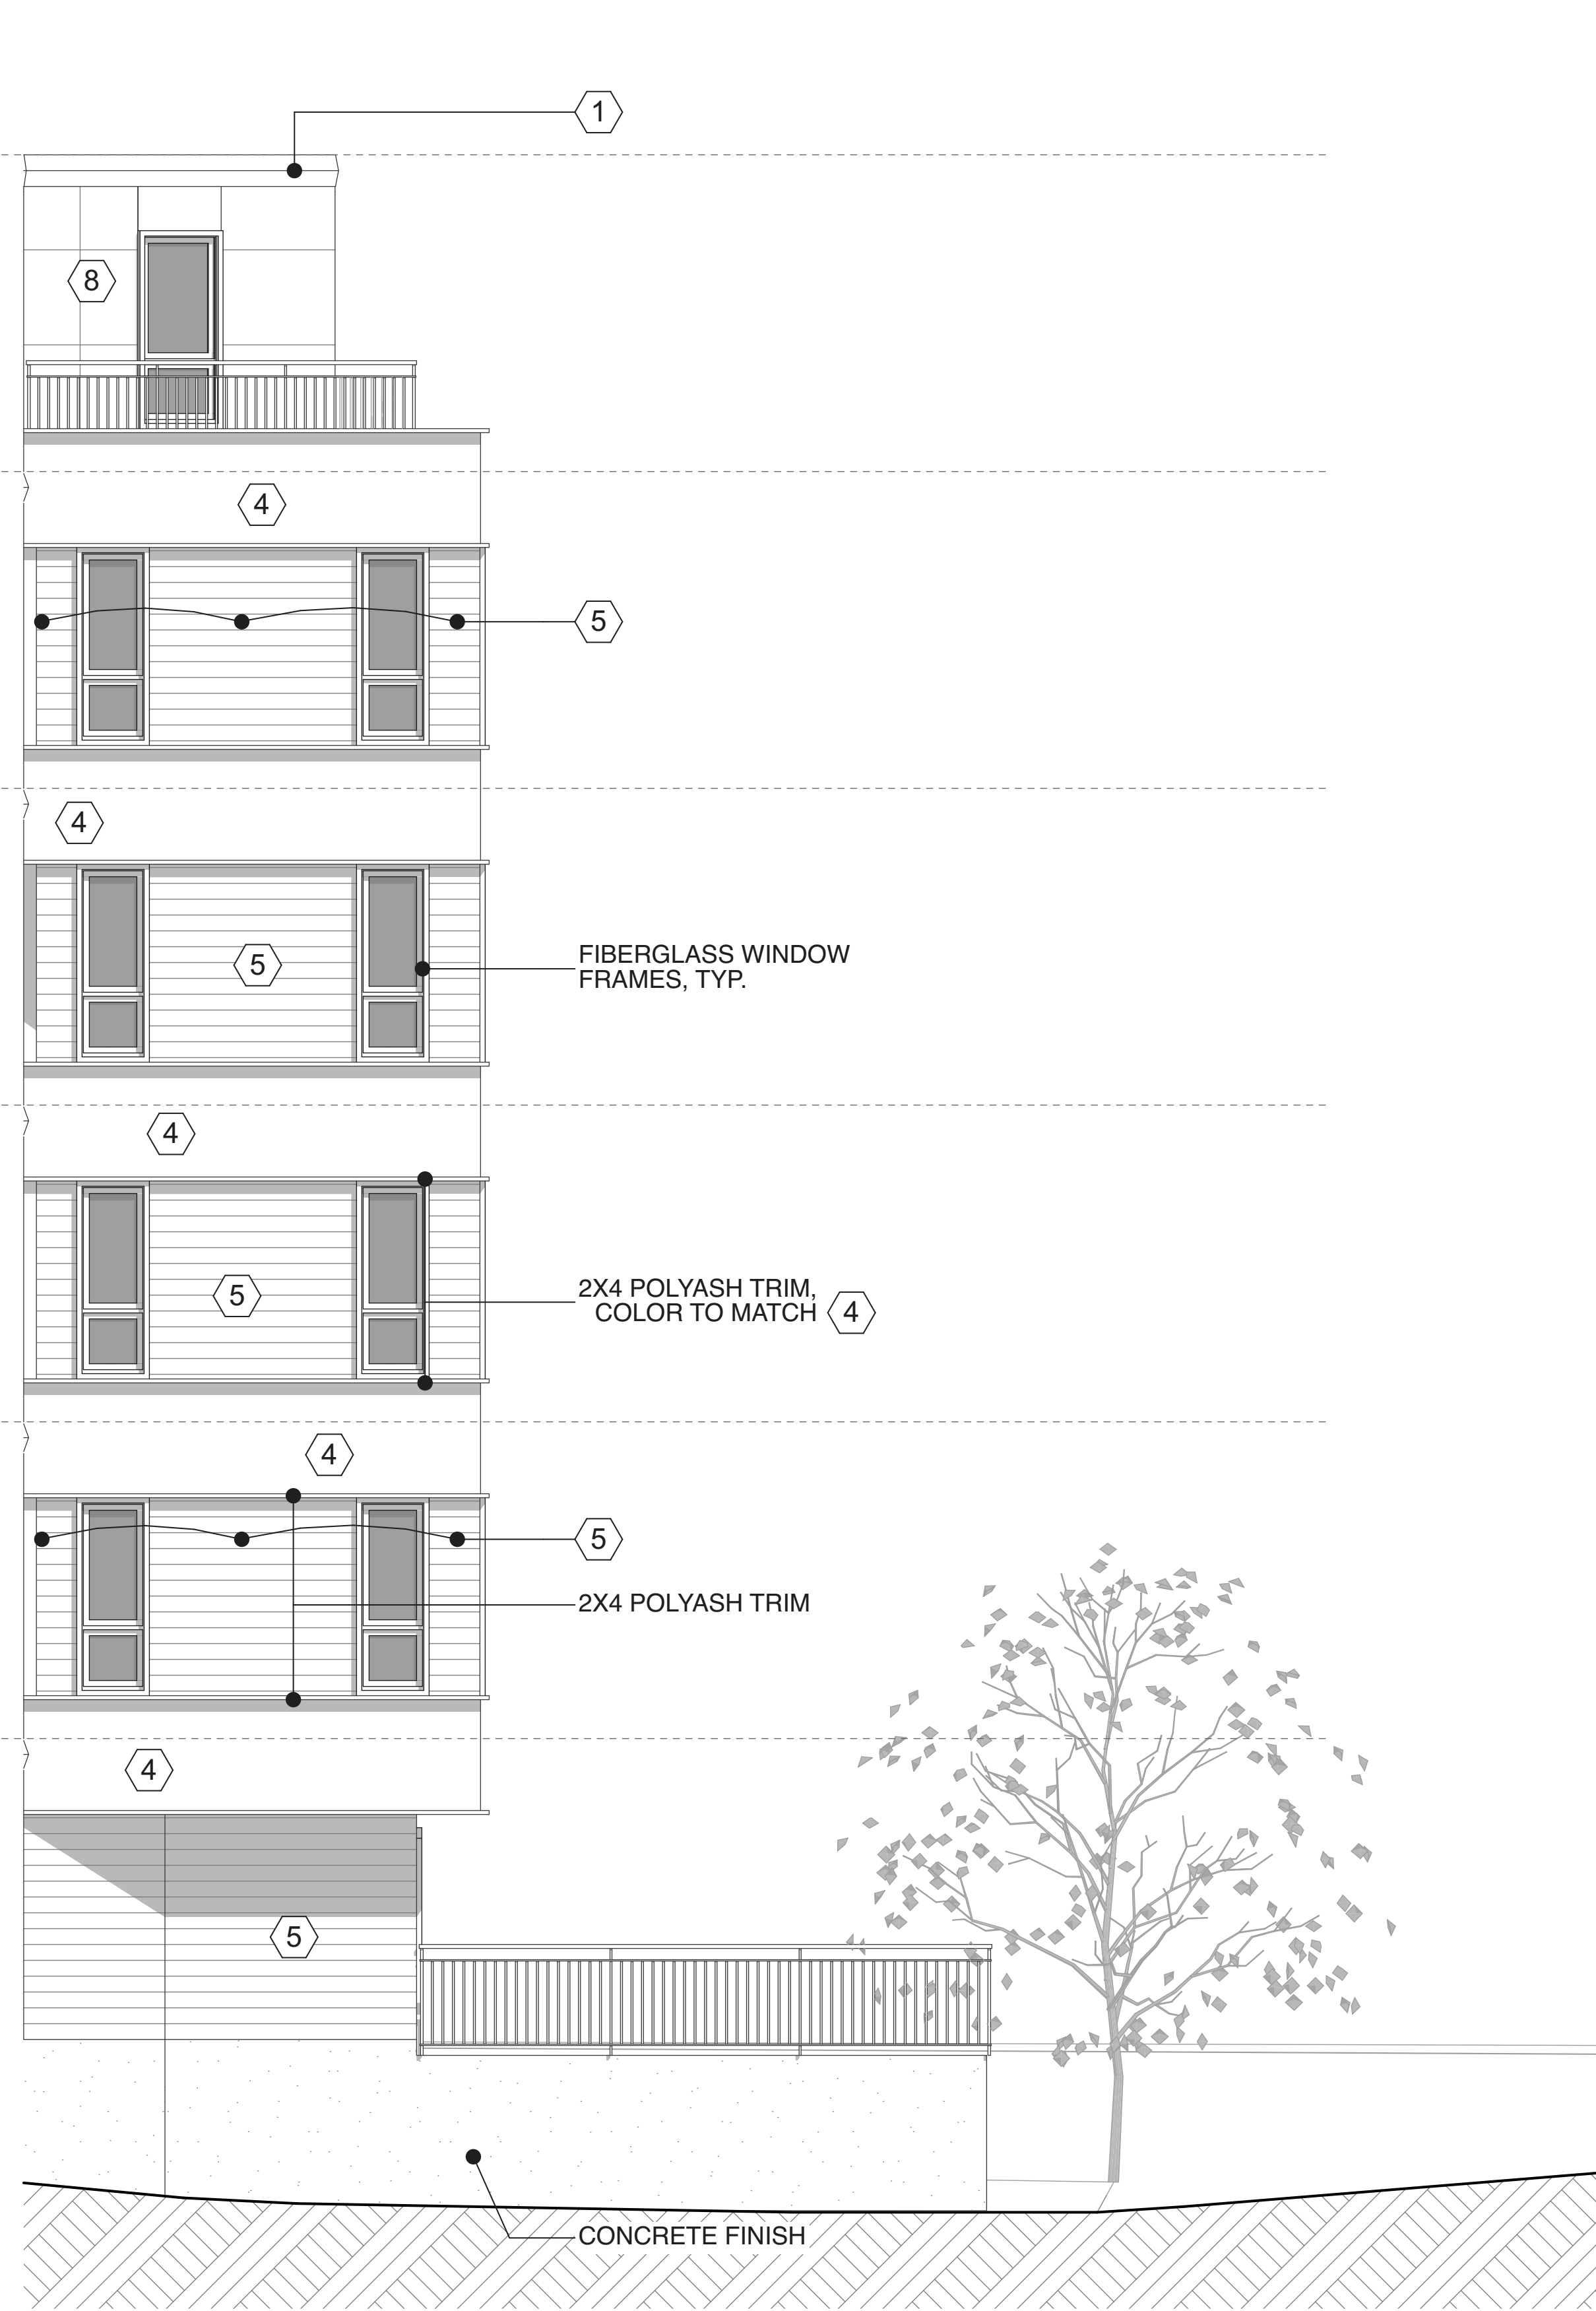 1
8
4
5
4
FIBERGLASS WINDOW
FRAMES, TYP.
5
4
2X4 POLYASH TRIM,
COLOR TO MATCH 4
5
4
5
2X4 POLYASH TRIM
4
5
CONCRETE FINISH